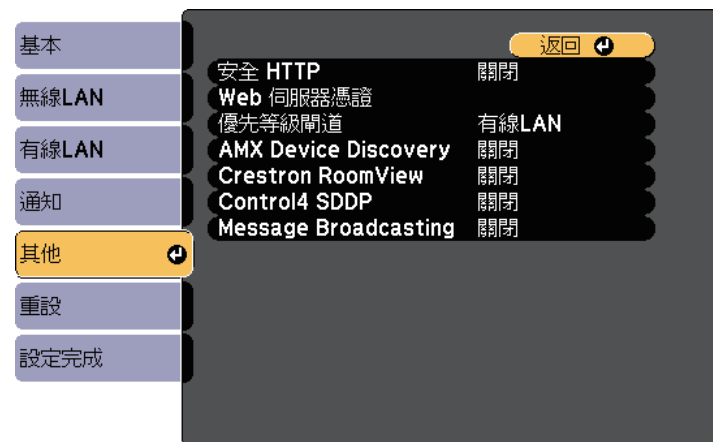 基本
無線LAN
有線LAN
通知
其他
重設
設定完成
返回
安全 HTTP 關閉
Web 伺服器憑證
優先等級閘道 有線LAN
AMX Device Discovery 關閉
Crestron RoomView 關閉
Control4 SDDP 關閉
Message Broadcasting 關閉